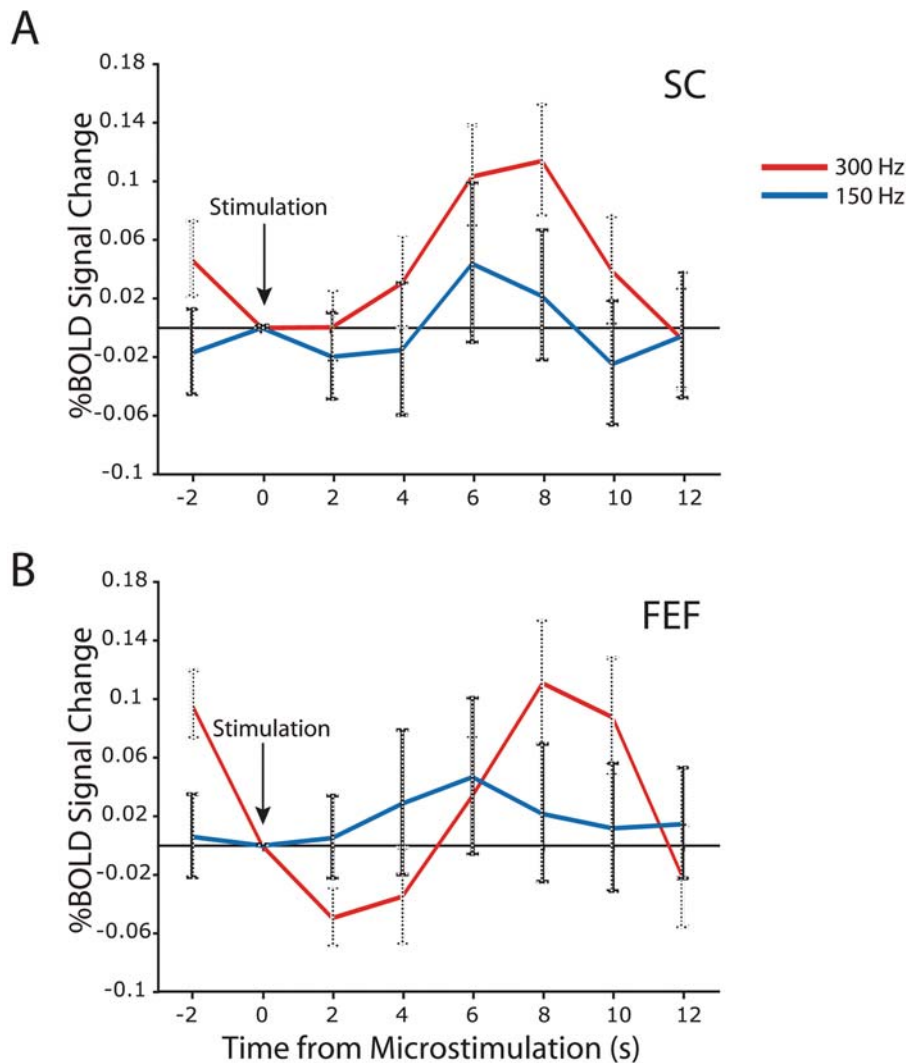 A
SC
0.18
0.14
0.1
0.06
0.02
-0.02
-0.06
-0.1
%BOLD Signal Change
Stimulation
-2 0 2 4 6 8 10 12
300 Hz
150 Hz
B
FEF
0.18
0.14
0.1
0.06
0.02
-0.02
-0.06
-0.1
%BOLD Signal Change
Stimulation
-2 0 2 4 6 8 10 12
Time from Microstimulation (s)